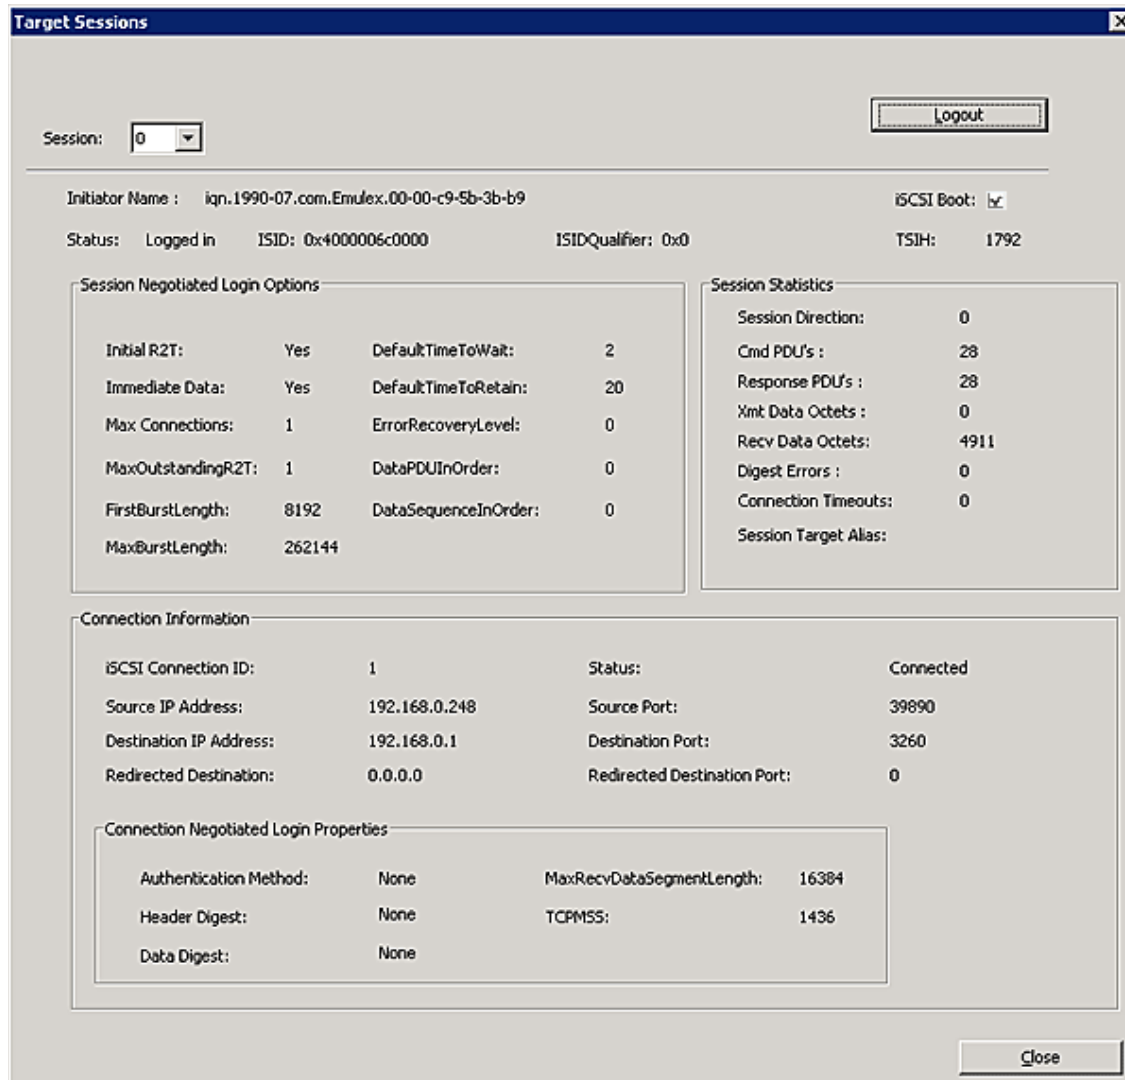 Target Sessions
Logout
Session: 0
Initiator Name : iqn.1990-07.com.Emulex.00-00-c9-5b-3b-b9 iSCSI Boot:
Status: Logged in ISID: 0x4000006c0000 ISIDQualifier: 0x0 TSIH: 1792
Session Negotiated Login Options
Initial R2T: Yes DefaultTimeToWait: 2
Immediate Data: Yes DefaultTimeToRetain: 20
Max Connections: 1 ErrorRecoveryLevel: 0
MaxOutstandingR2T: 1 DataPDUInOrder: 0
FirstBurstLength: 8192 DataSequenceInOrder: 0
MaxBurstLength: 262144
Session Statistics
Session Direction: 0
Cmd PDU's : 28
Response PDU's : 28
Xmt Data Octets : 0
Recv Data Octets: 4911
Digest Errors : 0
Connection Timeouts: 0
Session Target Alias:
Connection Information
iSCSI Connection ID: 1 Status: Connected
Source IP Address: 192.168.0.248 Source Port: 39890
Destination IP Address: 192.168.0.1 Destination Port: 3260
Redirected Destination: 0.0.0.0 Redirected Destination Port: 0
Connection Negotiated Login Properties
Authentication Method: None MaxRecvDataSegmentLength: 16384
Header Digest: None TCPMSS: 1436
Data Digest: None
Close